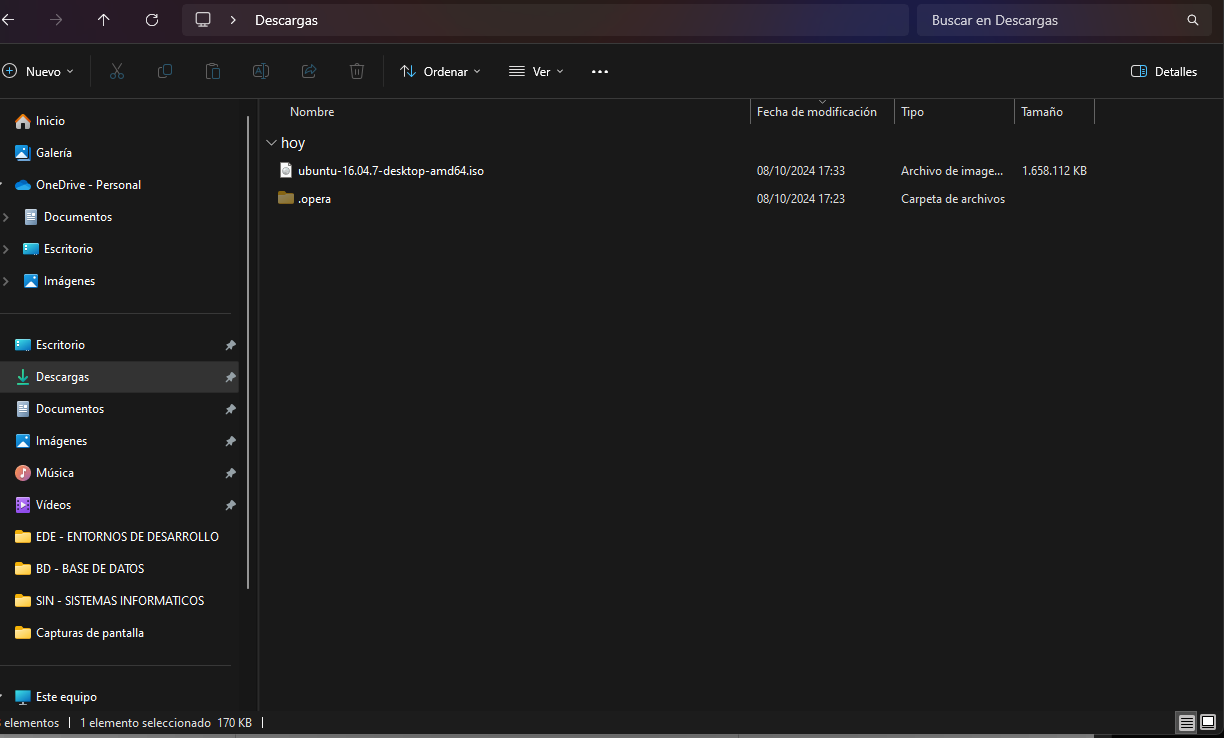 Descargas
Buscar en Descargas
Nuevo
Ordenar
Ver
Detalles
Nombre
Fecha de modificación
Tipo
Tamaño
hoy
ubuntu-16.04.7-desktop-amd64.iso 08/10/2024 17:33 Archivo de image... 1.658.112 KB
.opera 08/10/2024 17:23 Carpeta de archivos
Inicio
Galería
OneDrive - Personal
Documentos
Escritorio
Imágenes
Escritorio
Descargas
Documentos
Imágenes
Música
Vídeos
EDE - ENTORNOS DE DESARROLLO
BD - BASE DE DATOS
SIN - SISTEMAS INFORMATICOS
Capturas de pantalla
Este equipo
elementos 1 elemento seleccionado 170 KB